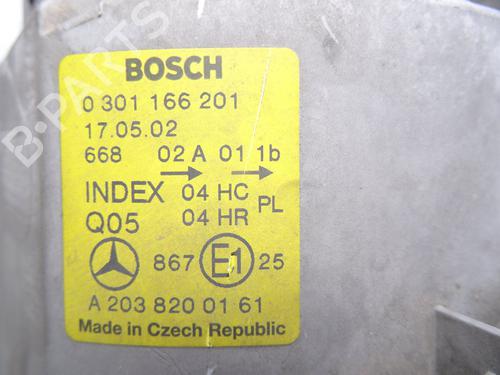 BOSCH
0 301 166 201
17.05.02
668 02 A 01 1b
INDEX 04 HC PL
Q05 04 HR
867 E1 25
A 203 820 01 61
Made in Czech Republic
B-PARTS